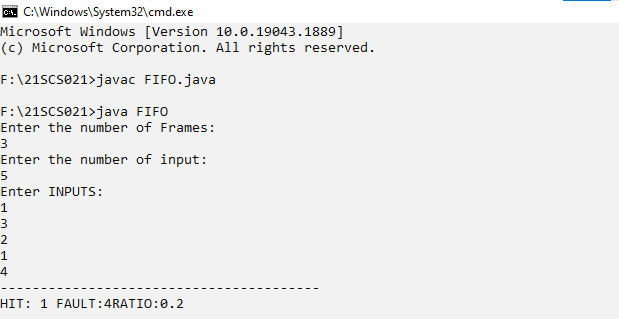 C:\Windows\System32\cmd.exe
Microsoft Windows [Version 10.0.19043.1889]
(c) Microsoft Corporation. All rights reserved.
F:\21SCS021>javac FIFO.java
F:\21SCS021>java FIFO
Enter the number of Frames:
3
Enter the number of input:
5
Enter INPUTS:
1
3
2
1
4
----------------------------------------
HIT: 1 FAULT:4RATIO:0.2